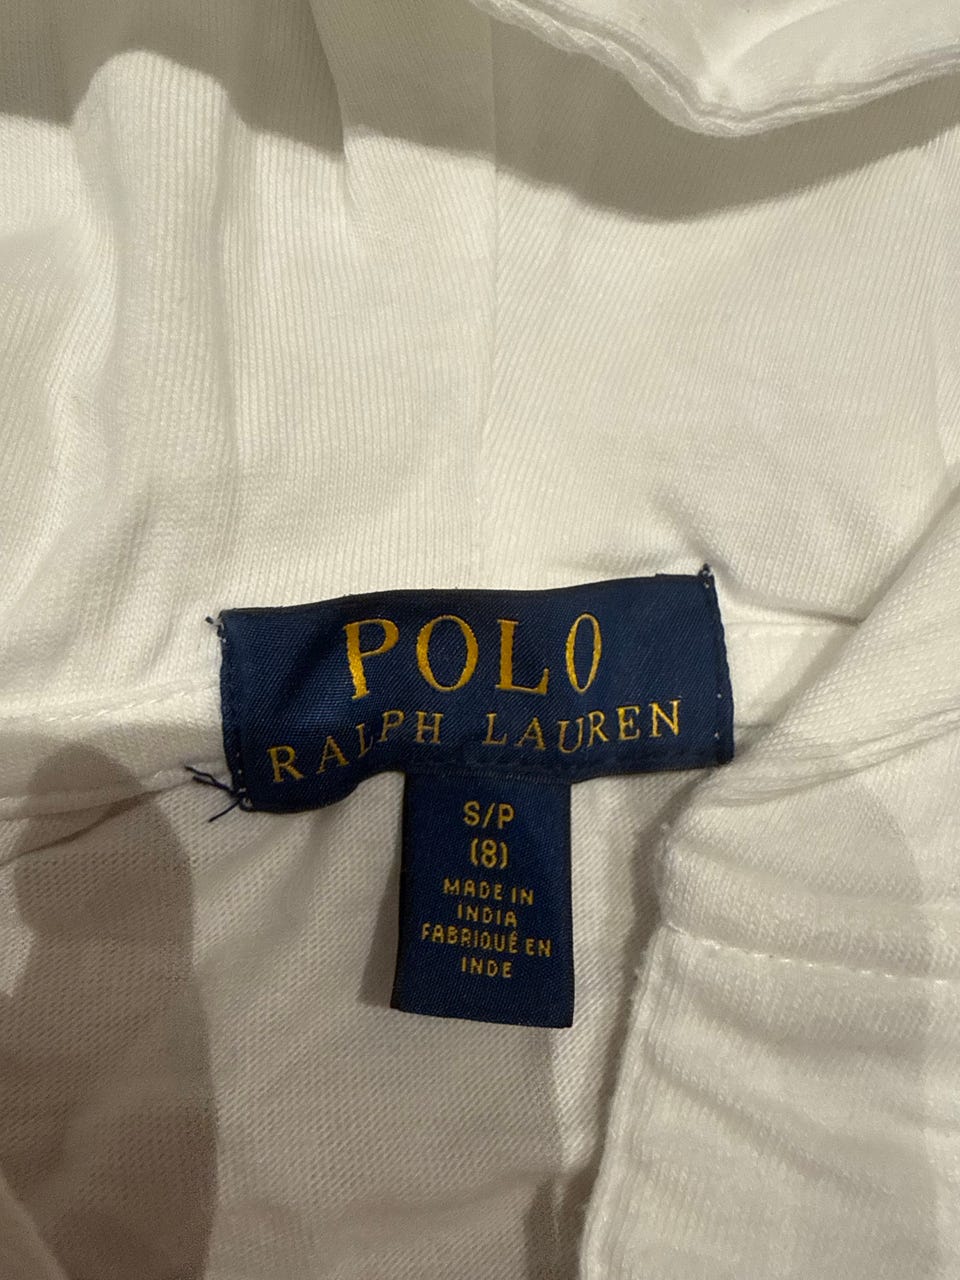 POLO
RALPH LAUREN
S/P
(8)
MADE IN
INDIA
FABRIQUÉ EN
INDE